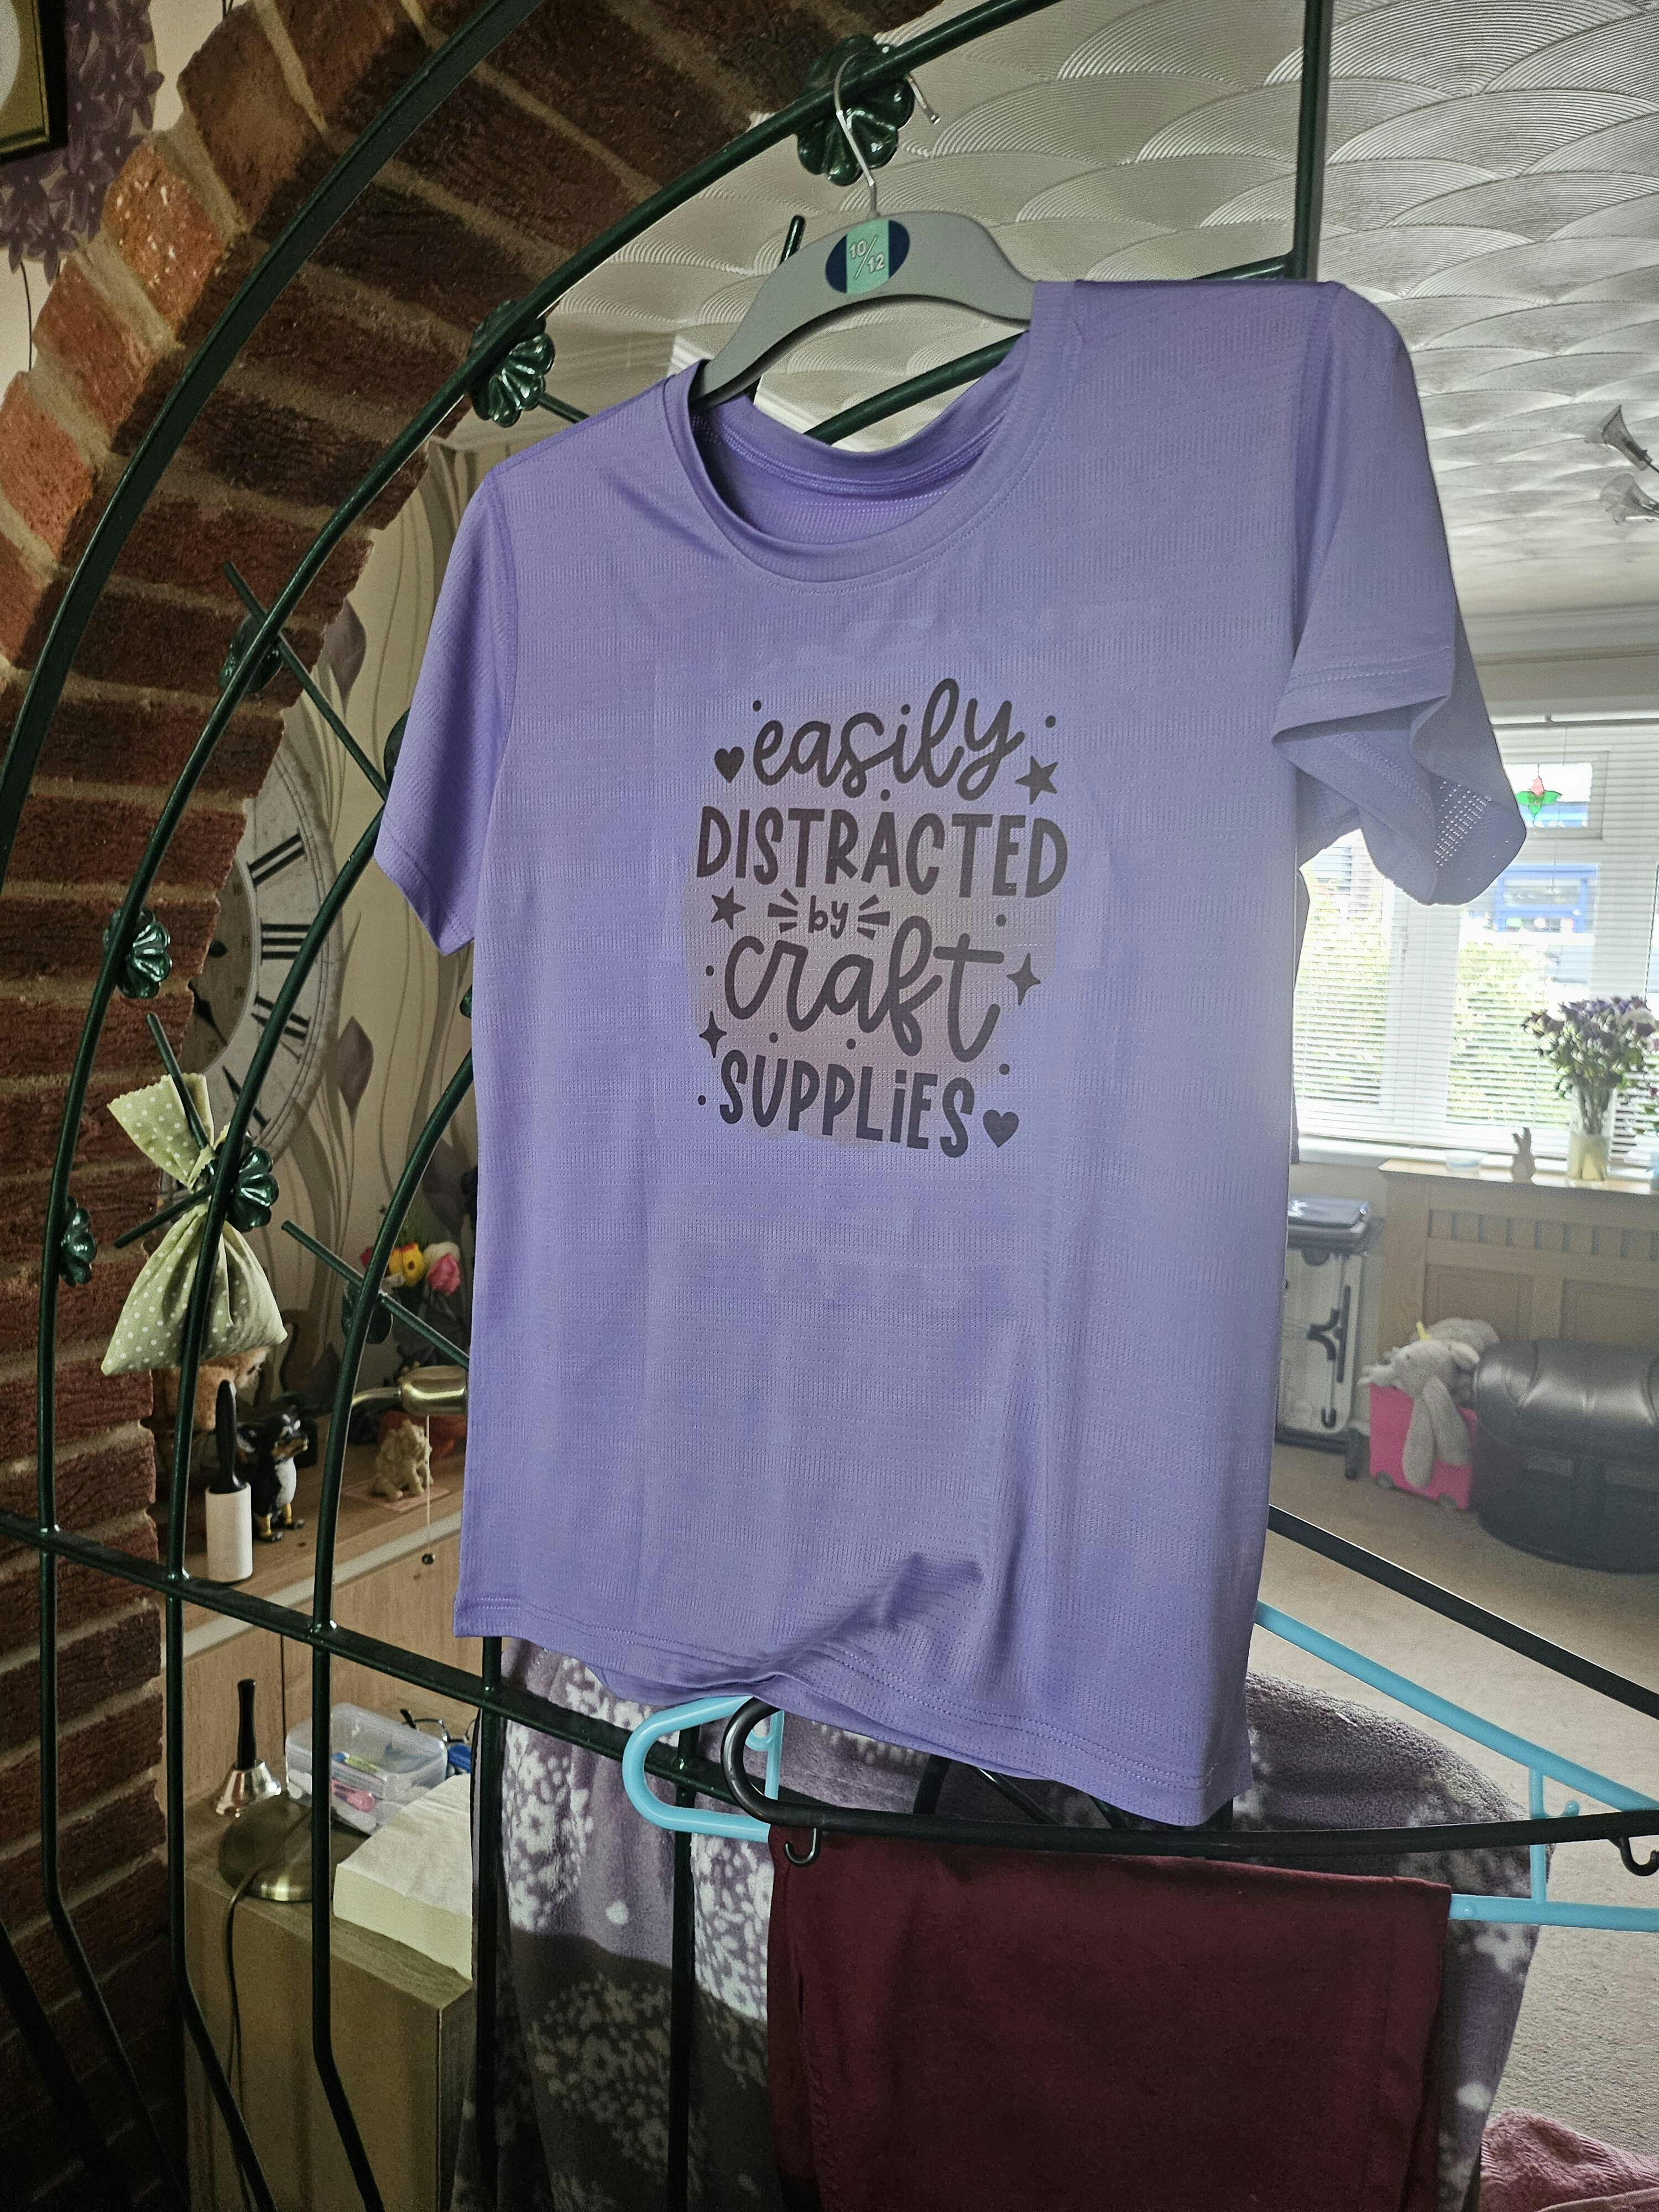 10/12
easily
DISTRACTED
by
craft
SUPPLiES